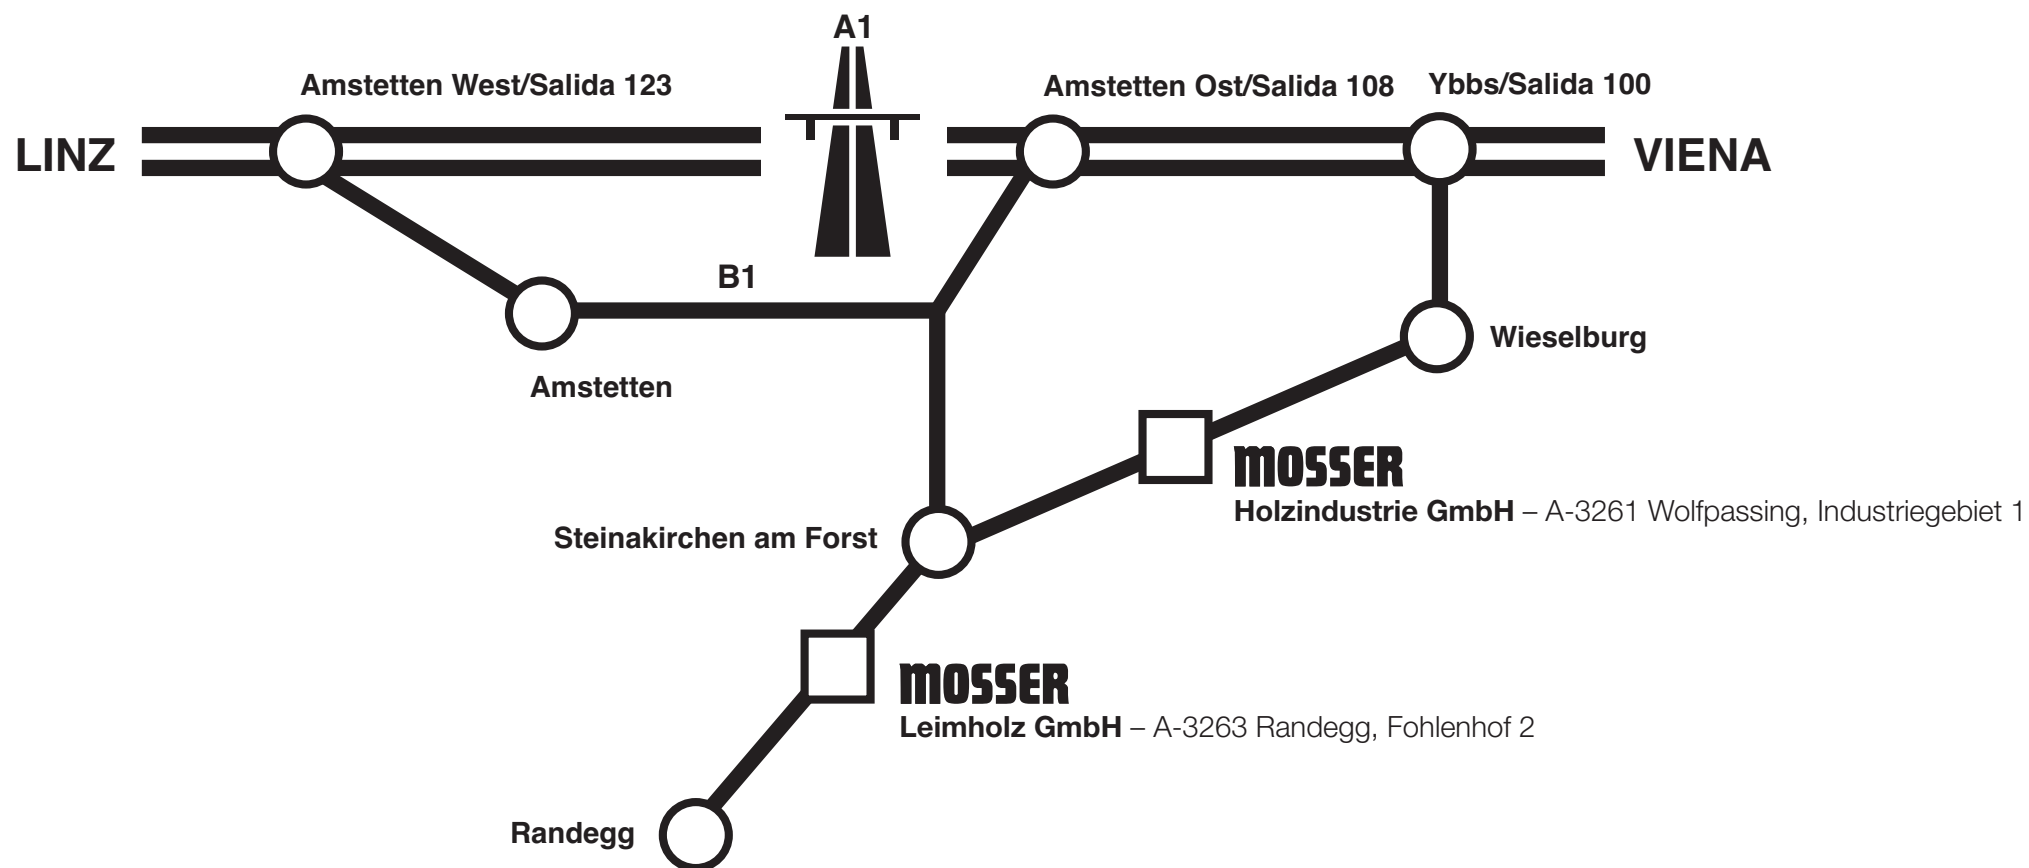 A1
Amstetten West/Salida 123
Amstetten Ost/Salida 108
Ybbs/Salida 100
LINZ
VIENA
B1
Amstetten
Wieselburg
MOSSER
Holzindustrie GmbH – A-3261 Wolfpassing, Industriegebiet 1
Steinakirchen am Forst
MOSSER
Leimholz GmbH – A-3263 Randegg, Fohlenhof 2
Randegg